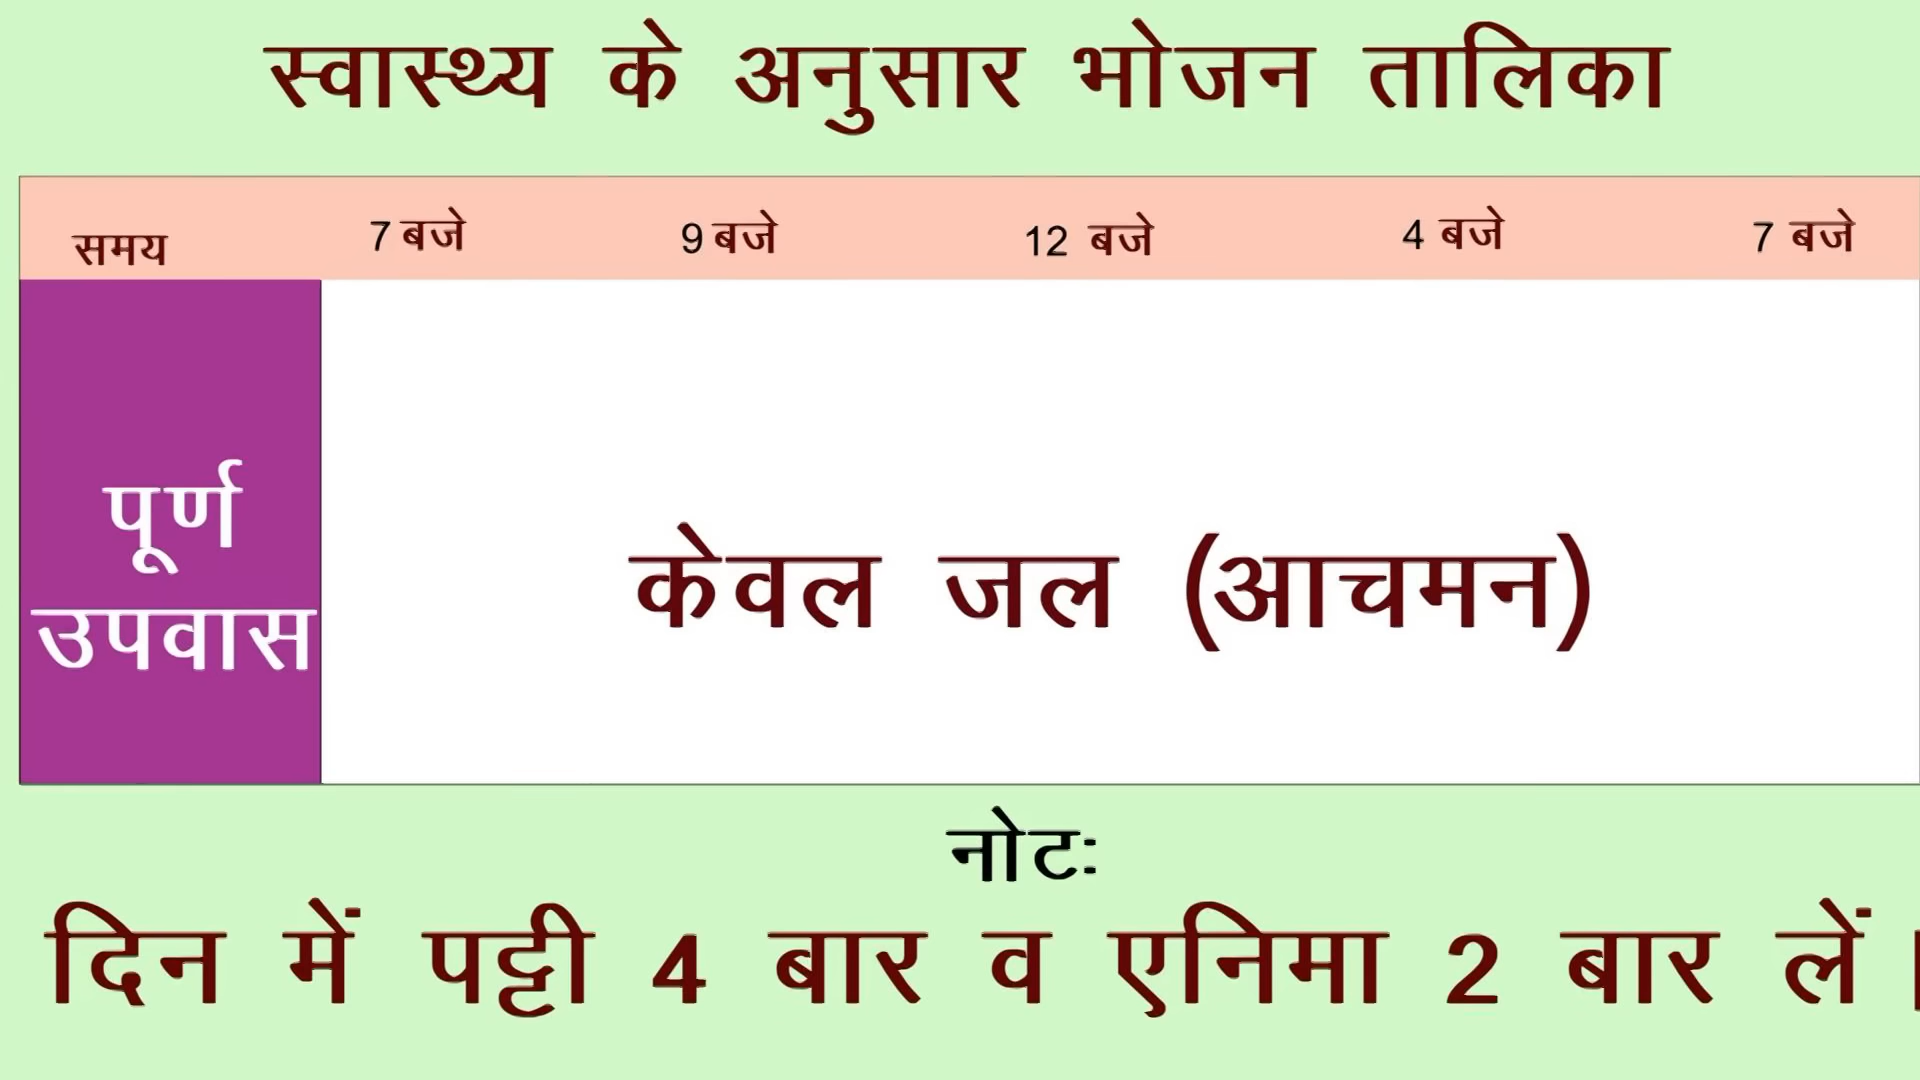 स्वास्थ्य के अनुसार भोजन तालिका
समय 7 बजे 9 बजे 12 बजे 4 बजे 7 बजे
पूर्ण
उपवास
केवल जल (आचमन)
नोटः
दिन में पट्टी 4 बार व एनिमा 2 बार लें।